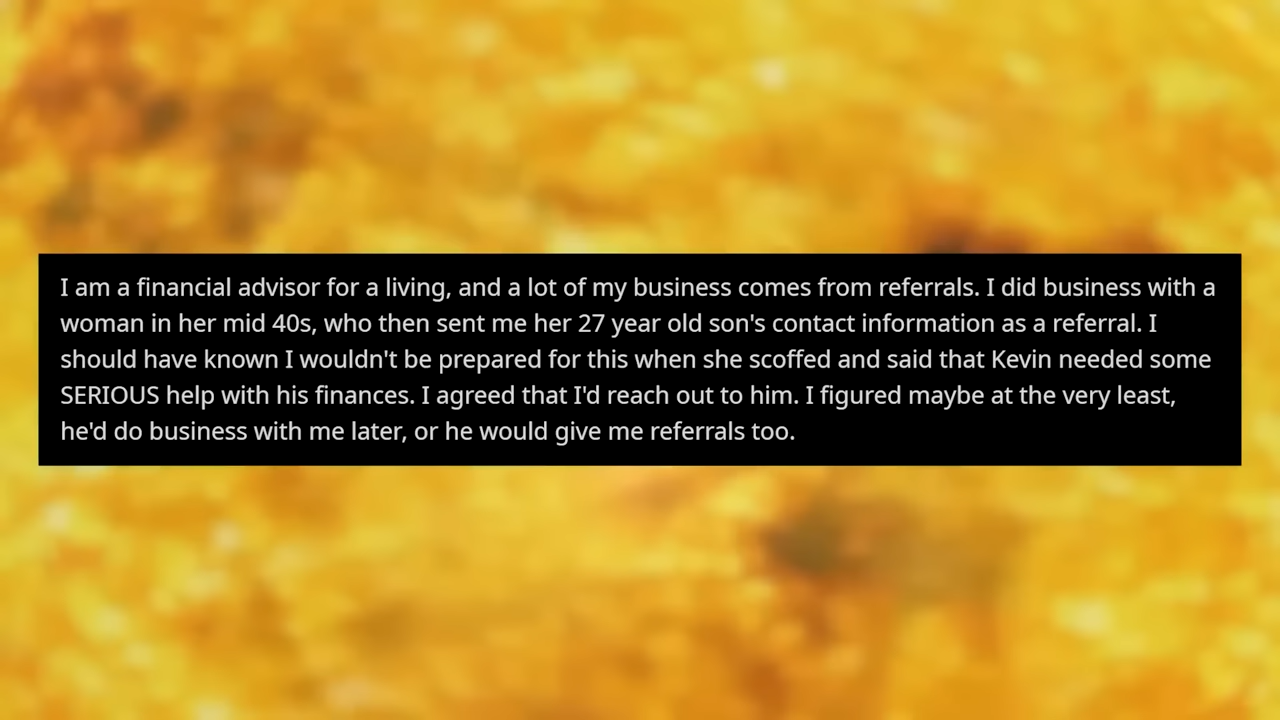 I am a financial advisor for a living, and a lot of my business comes from referrals. I did business with a
woman in her mid 40s, who then sent me her 27 year old son's contact information as a referral. I
should have known I wouldn't be prepared for this when she scoffed and said that Kevin needed some
SERIOUS help with his finances. I agreed that I'd reach out to him. I figured maybe at the very least,
he'd do business with me later, or he would give me referrals too.